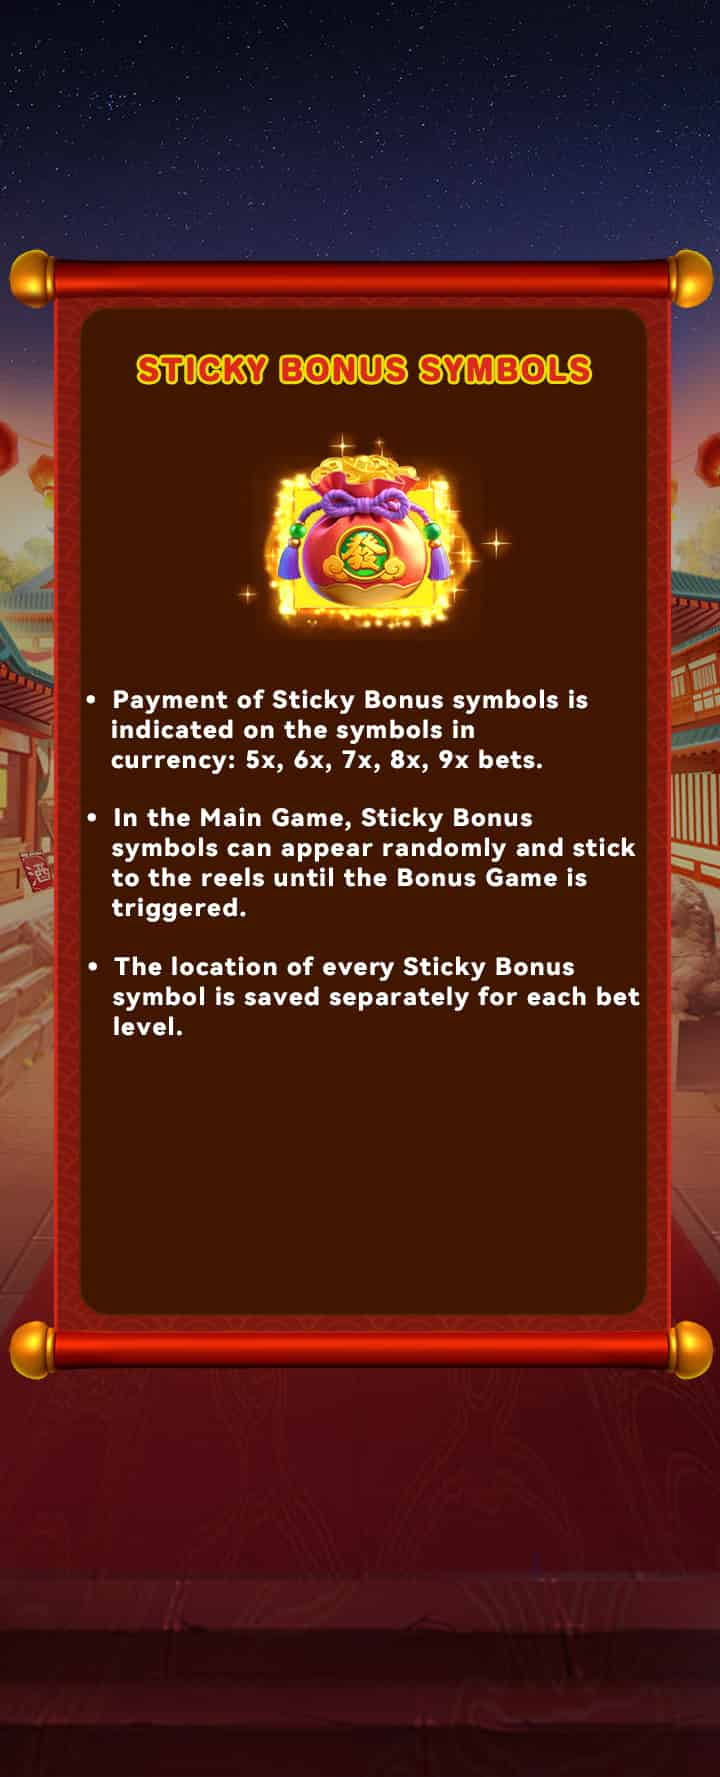 STICKY BONUS SYMBOLS
發
• Payment of Sticky Bonus symbols is
indicated on the symbols in
currency: 5x, 6x, 7x, 8x, 9x bets.
• In the Main Game, Sticky Bonus
symbols can appear randomly and stick
to the reels until the Bonus Game is
triggered.
酒
• The location of every Sticky Bonus
symbol is saved separately for each bet
level.